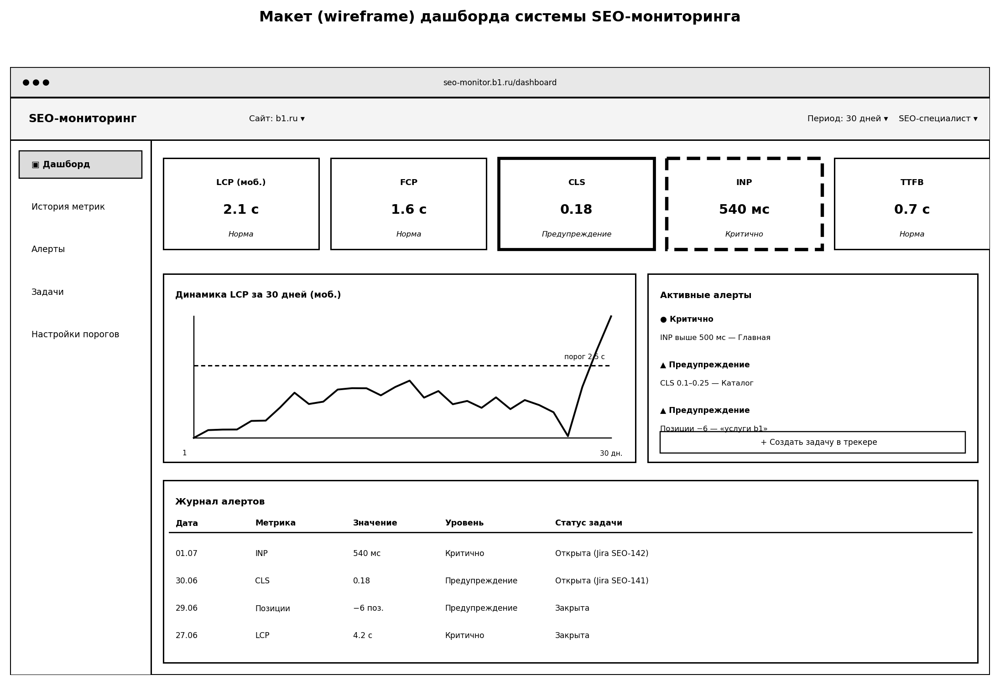 Макет (wireframe) дашборда системы SEO-мониторинга
seo-monitor.b1.ru/dashboard
SEO-мониторинг
Сайт: b1.ru ▾
Период: 30 дней ▾
SEO-специалист ▾
▣ Дашборд
История метрик
Алерты
Задачи
Настройки порогов
LCP (моб.)
2.1 с
Норма
FCP
1.6 с
Норма
CLS
0.18
Предупреждение
INP
540 мс
Критично
TTFB
0.7 с
Норма
Динамика LCP за 30 дней (моб.)
порог 2.5 с
1
30 дн.
Активные алерты
● Критично
INP выше 500 мс — Главная
▲ Предупреждение
CLS 0.1–0.25 — Каталог
▲ Предупреждение
Позиции −6 — «услуги b1»
+ Создать задачу в трекере
Журнал алертов
Дата Метрика Значение Уровень Статус задачи
01.07 INP 540 мс Критично Открыта (Jira SEO-142)
30.06 CLS 0.18 Предупреждение Открыта (Jira SEO-141)
29.06 Позиции −6 поз. Предупреждение Закрыта
27.06 LCP 4.2 с Критично Закрыта